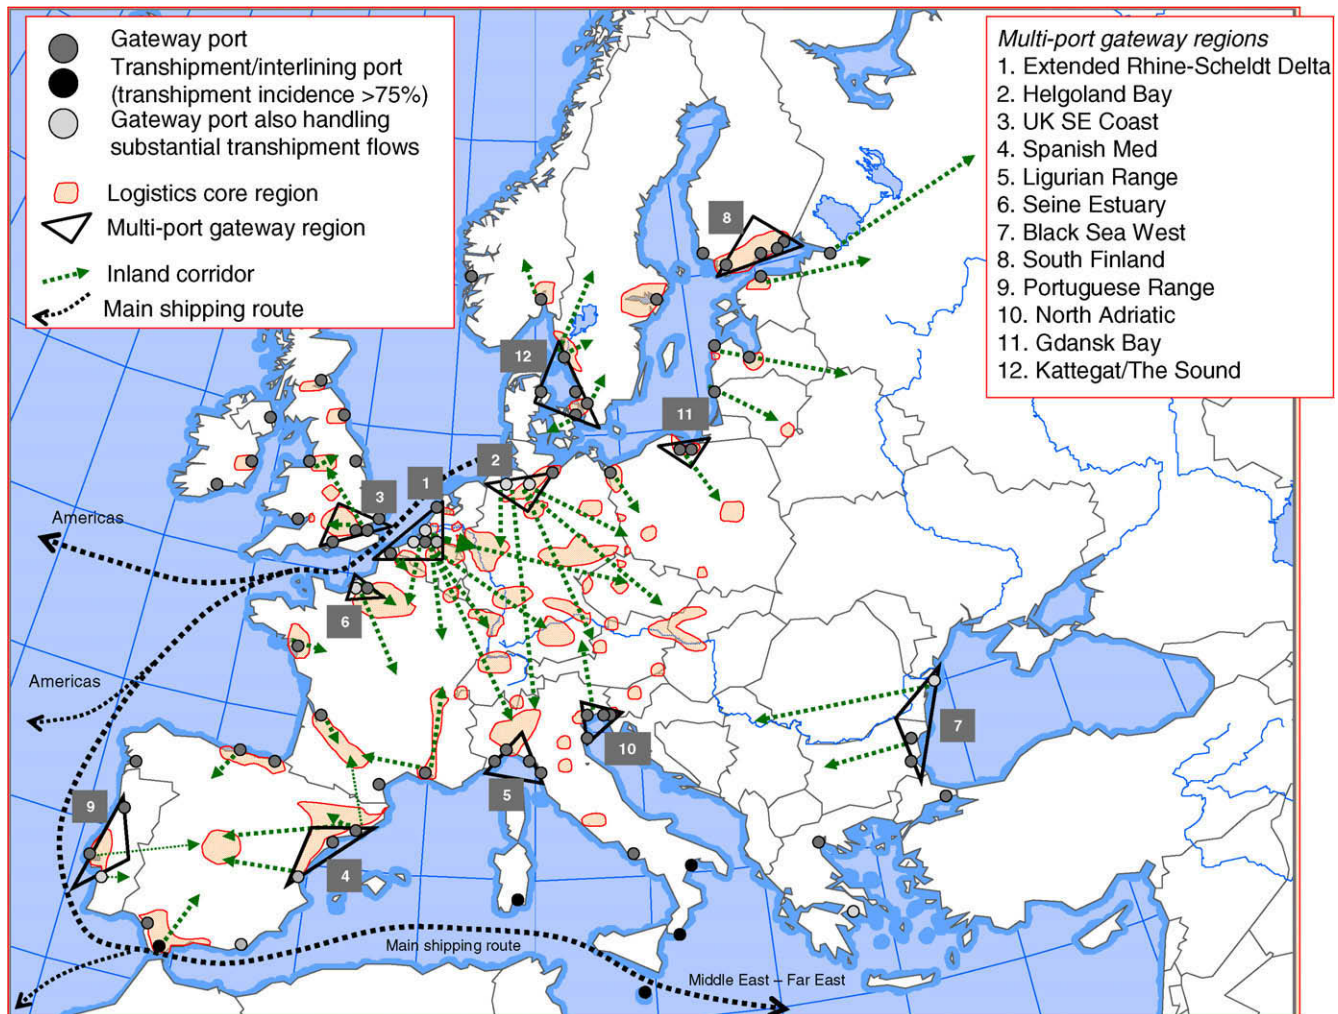 Gateway port
Transhipment/interlining port
(transhipment incidence >75%)
Gateway port also handling
substantial transhipment flows
Logistics core region
Multi-port gateway region
Inland corridor
Main shipping route
Multi-port gateway regions
1. Extended Rhine-Scheldt Delta
2. Helgoland Bay
3. UK SE Coast
4. Spanish Med
5. Ligurian Range
6. Seine Estuary
7. Black Sea West
8. South Finland
9. Portuguese Range
10. North Adriatic
11. Gdansk Bay
12. Kattegat/The Sound
8
12
11
2
1
3
Americas
6
Americas
7
10
5
9
4
Main shipping route
Middle East – Far East